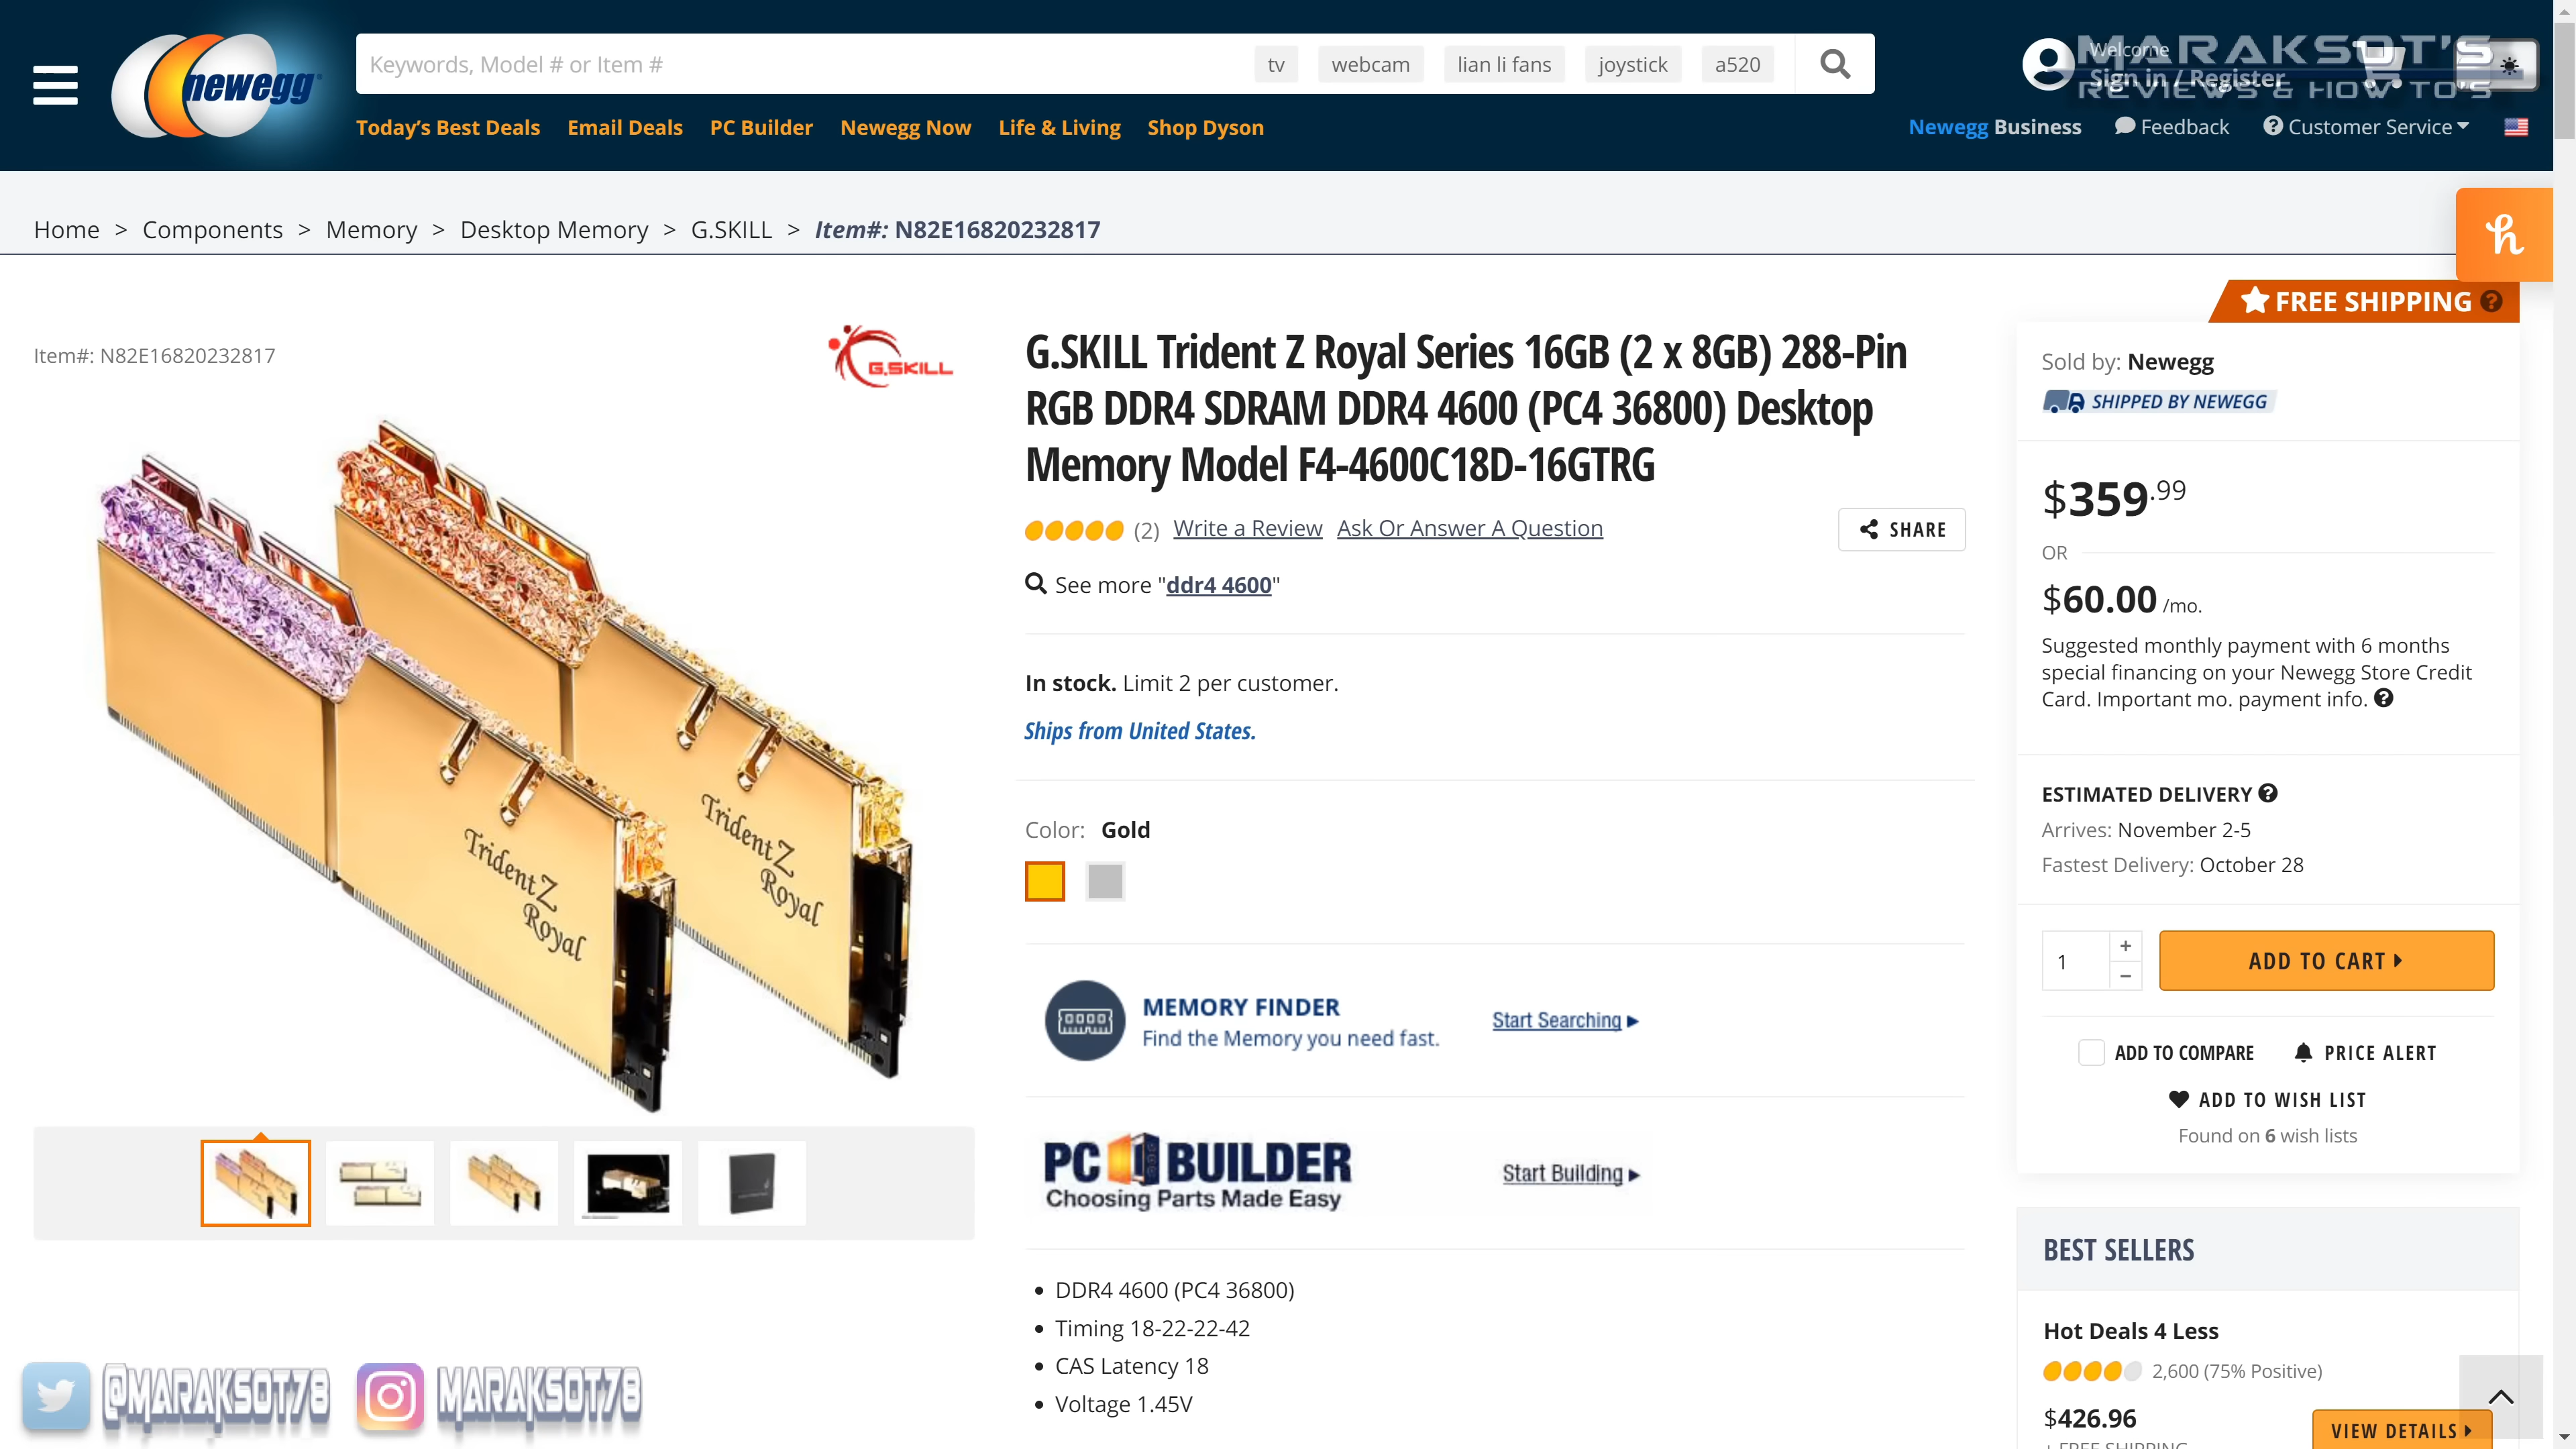 newegg
Keywords, Model # or Item #
tv
webcam
lian li fans
joystick
a520
Welcome
Sign in / Register
MARAKSOT'S
REVIEWS & HOW TO'S
Today's Best Deals
Email Deals
PC Builder
Newegg Now
Life & Living
Shop Dyson
Newegg Business
Feedback
Customer Service
Home > Components > Memory > Desktop Memory > G.SKILL > Item#: N82E16820232817
h
FREE SHIPPING
Item#: N82E16820232817
G.SKILL
Trident Z
Royal
Trident Z
Royal
G.SKILL Trident Z Royal Series 16GB (2 x 8GB) 288-Pin
RGB DDR4 SDRAM DDR4 4600 (PC4 36800) Desktop
Memory Model F4-4600C18D-16GTRG
(2) Write a Review Ask Or Answer A Question
SHARE
See more "ddr4 4600"
In stock. Limit 2 per customer.
Ships from United States.
Color: Gold
MEMORY FINDER
Find the Memory you need fast.
Start Searching
PC BUILDER
Choosing Parts Made Easy
Start Building
DDR4 4600 (PC4 36800)
Timing 18-22-22-42
CAS Latency 18
Voltage 1.45V
Sold by: Newegg
SHIPPED BY NEWEGG
$359.99
OR
$60.00 /mo.
Suggested monthly payment with 6 months
special financing on your Newegg Store Credit
Card. Important mo. payment info.
ESTIMATED DELIVERY
Arrives: November 2-5
Fastest Delivery: October 28
1
ADD TO CART
ADD TO COMPARE
PRICE ALERT
ADD TO WISH LIST
Found on 6 wish lists
BEST SELLERS
Hot Deals 4 Less
2,600 (75% Positive)
$426.96
VIEW DETAILS
+ FREE SHIPPING
@MARAKSOT78
MARAKSOT78